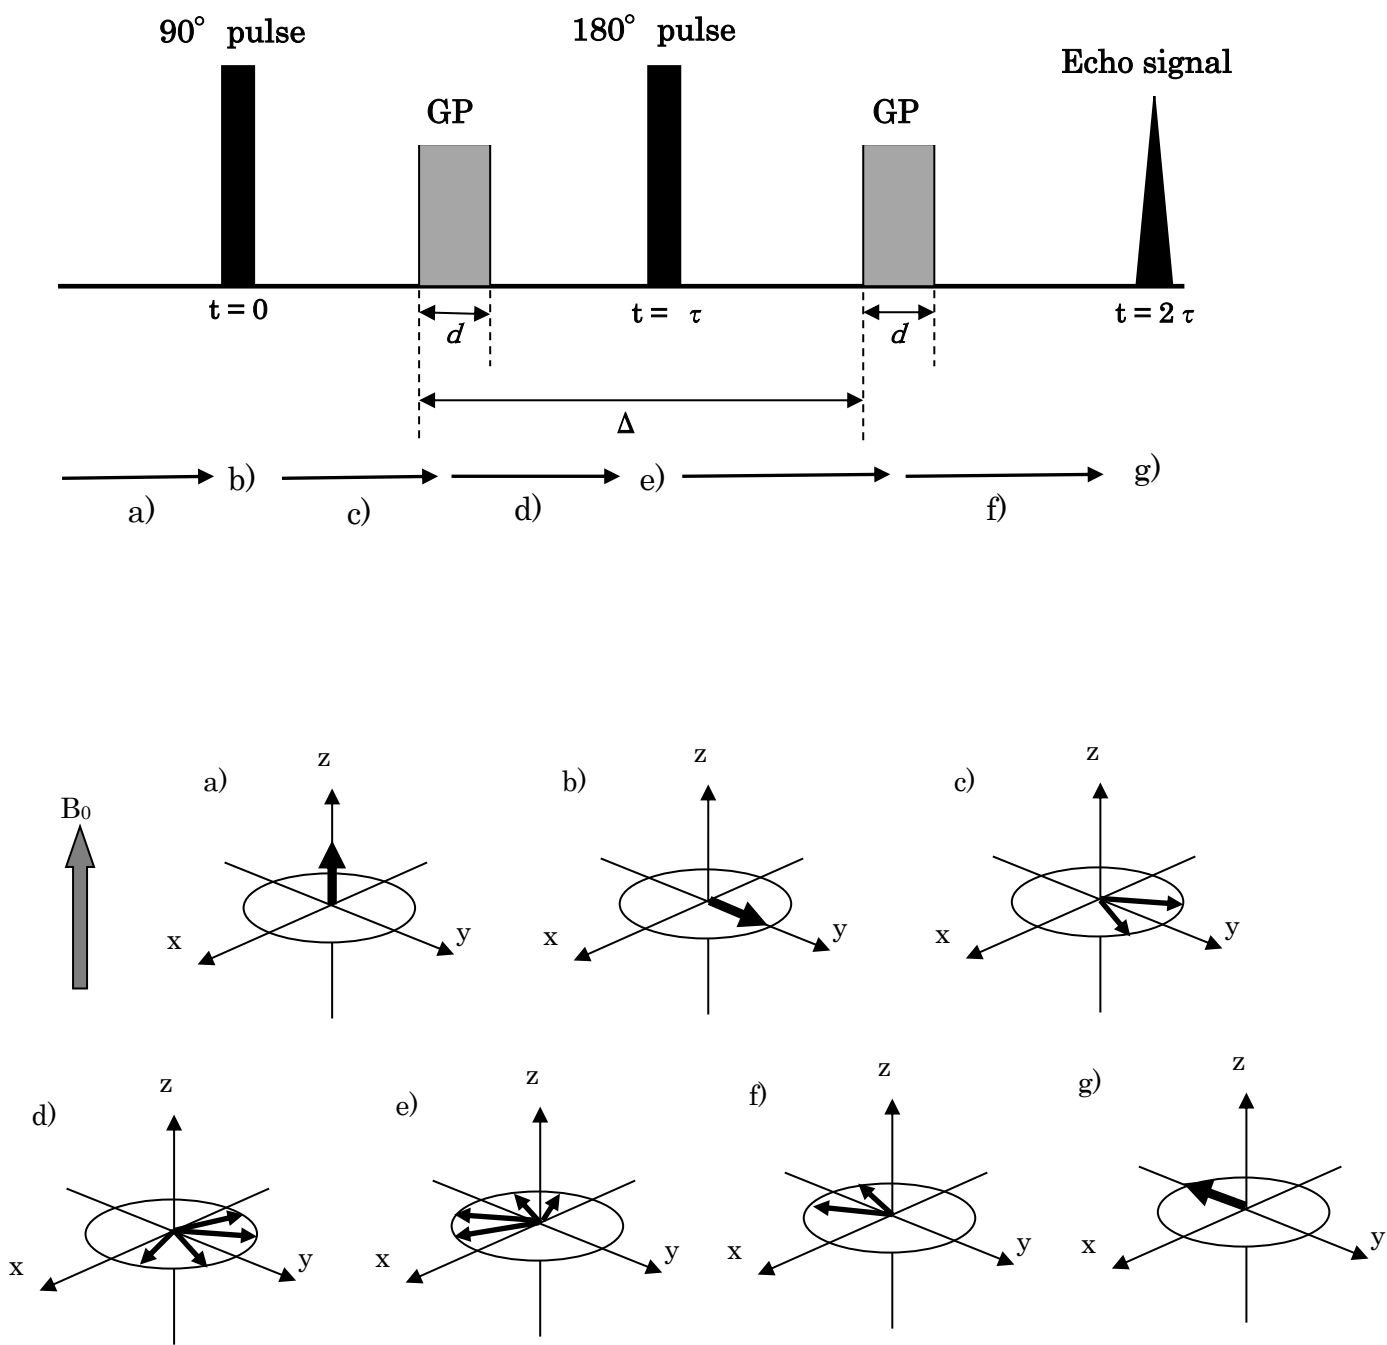 90° pulse
180° pulse
Echo signal
GP
GP
t = 0
t = τ
t = 2 τ
d
d
Δ
b)
e)
g)
a)
c)
d)
f)
B0
a)
z
x
y
b)
z
x
y
c)
z
x
y
d)
z
x
y
e)
z
x
y
f)
z
x
y
g)
z
x
y